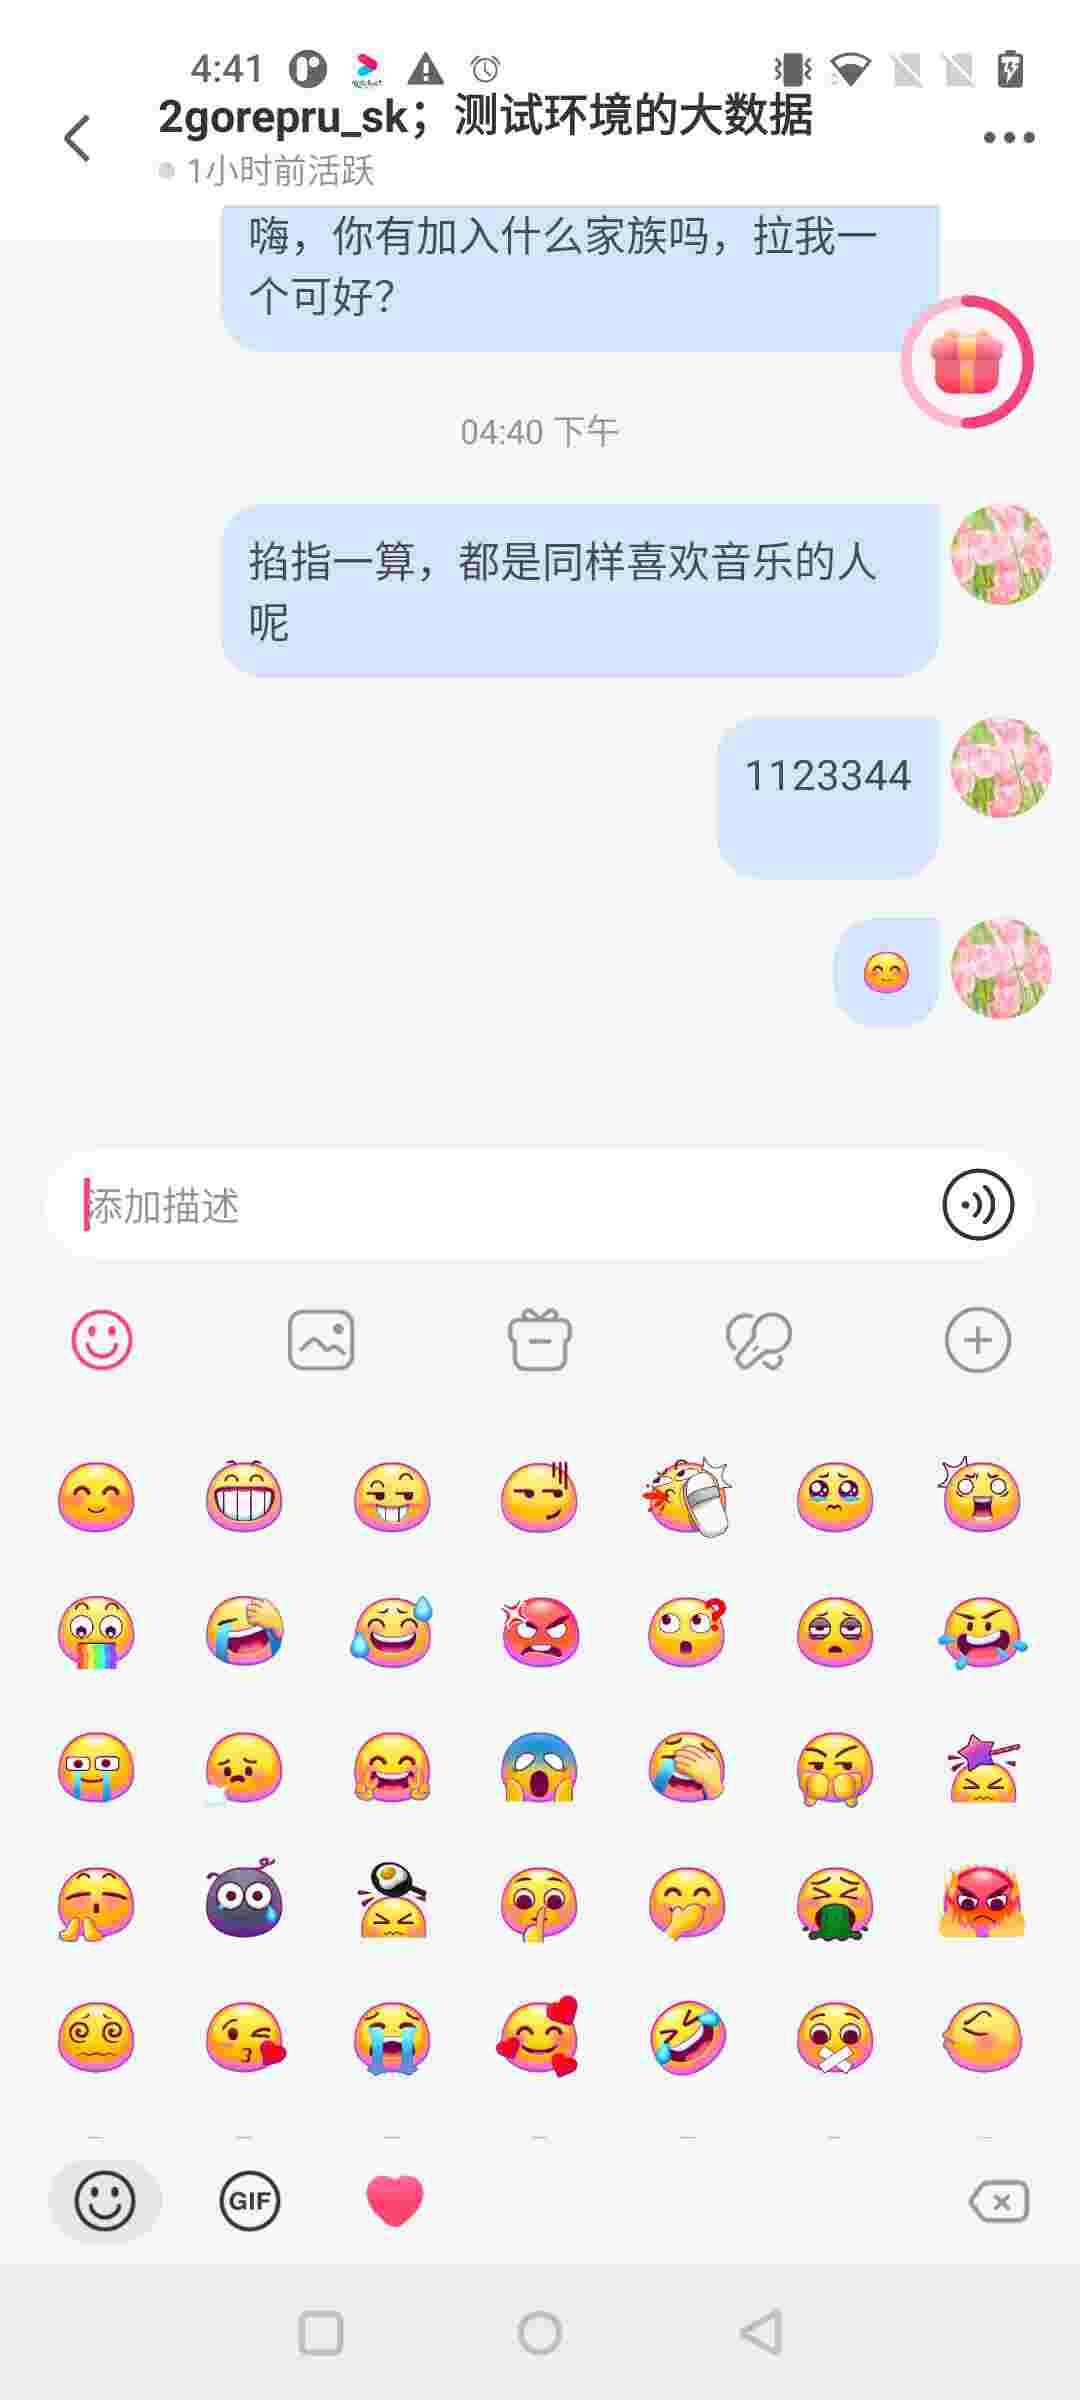 4:41
2gorepru_sk；测试环境的大数据
1小时前活跃
嗨，你有加入什么家族吗，拉我一
个可好？
04:40 下午
掐指一算，都是同样喜欢音乐的人
呢
1123344
添加描述
GIF